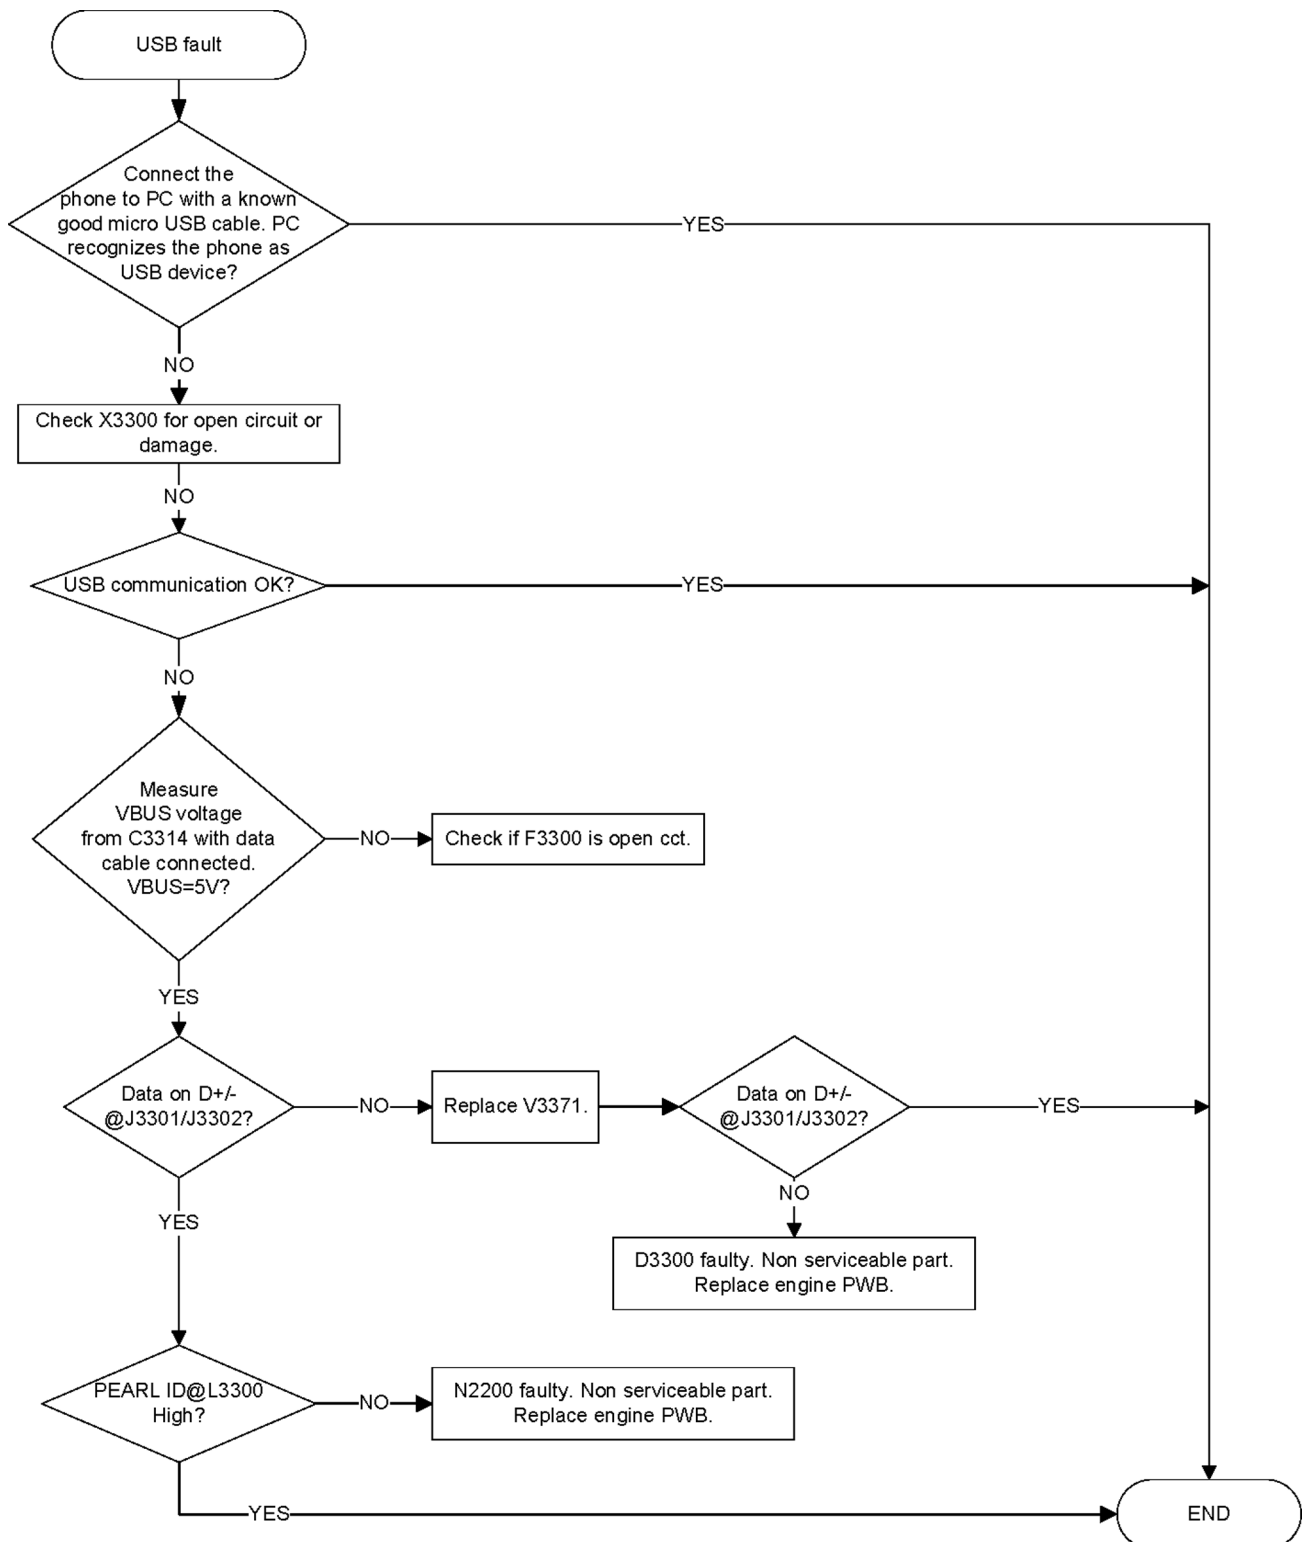 USB fault
Connect the
phone to PC with a known
good micro USB cable. PC
recognizes the phone as
USB device?
YES
NO
Check X3300 for open circuit or
damage.
NO
USB communication OK?
YES
NO
Measure
VBUS voltage
from C3314 with data
cable connected.
VBUS=5V?
NO
Check if F3300 is open cct.
YES
Data on D+/-
@J3301/J3302?
NO
Replace V3371.
Data on D+/-
@J3301/J3302?
YES
NO
D3300 faulty. Non serviceable part.
Replace engine PWB.
YES
PEARL ID@L3300
High?
NO
N2200 faulty. Non serviceable part.
Replace engine PWB.
YES
END